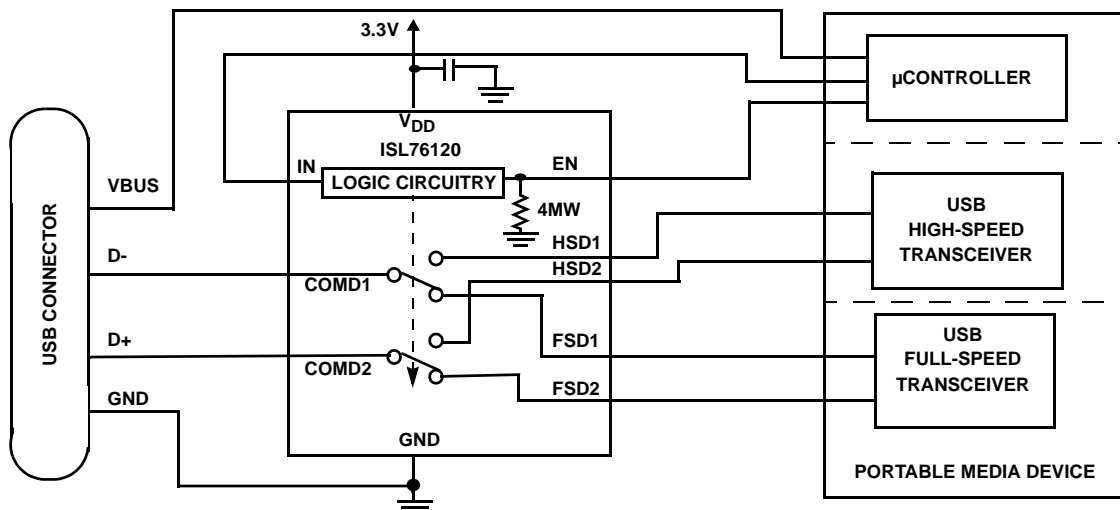 3.3V
µCONTROLLER
VDD
ISL76120
IN
EN
LOGIC CIRCUITRY
VBUS
4MW
USB
HIGH-SPEED
TRANSCEIVER
HSD1
HSD2
D-
COMD1
USB CONNECTOR
D+
COMD2
FSD1
FSD2
USB
FULL-SPEED
TRANSCEIVER
GND
GND
PORTABLE MEDIA DEVICE